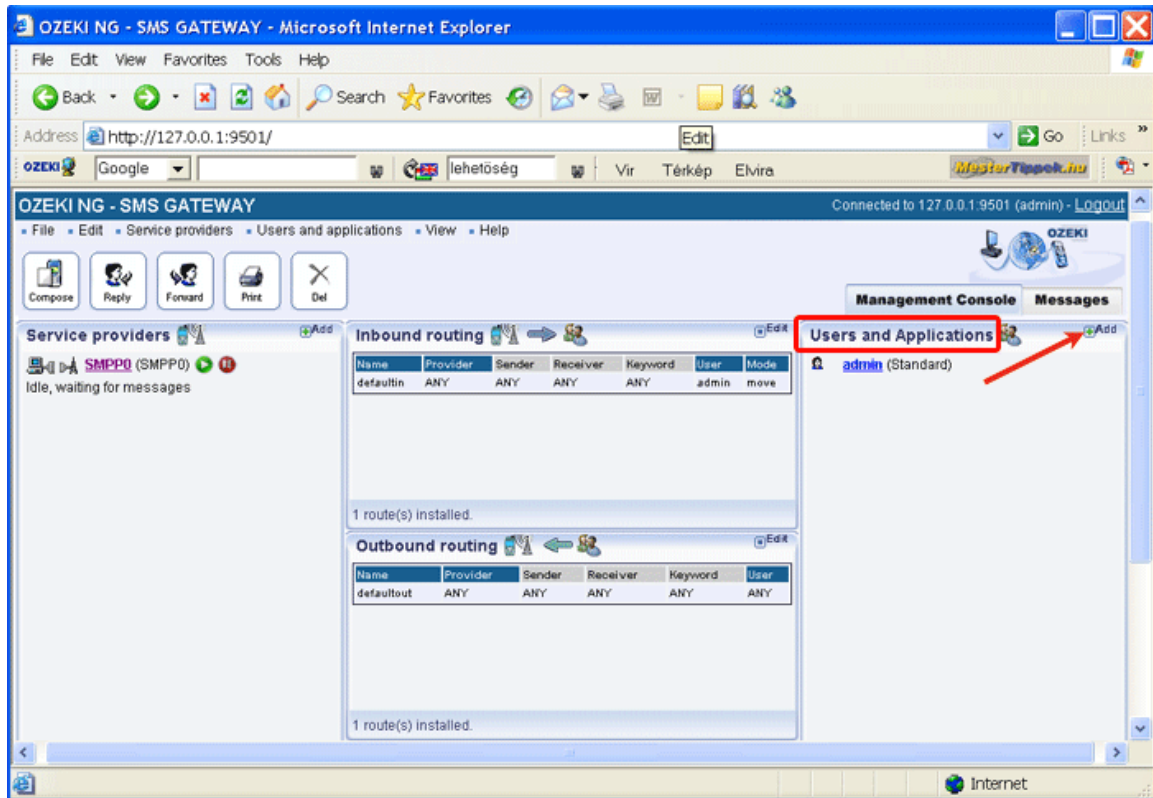 OZEKI NG - SMS GATEWAY - Microsoft Internet Explorer
File Edit View Favorites Tools Help
Back Search Favorites
Address http://127.0.0.1:9501/ Edit Go Links »
OZEKI Google lehetőség Vir Térkép Elvira MesterTippek.hu
OZEKI NG - SMS GATEWAY Connected to 127.0.0.1:9501 (admin) - Logout
File Edit Service providers Users and applications View Help
OZEKI
Compose Reply Forward Print Del
Management Console Messages
Service providers Add
SMPP0 (SMPP0)
Idle, waiting for messages
Inbound routing Edit
Name Provider Sender Receiver Keyword User Mode
defaultin ANY ANY ANY ANY admin move
1 route(s) installed.
Outbound routing Edit
Name Provider Sender Receiver Keyword User
defaultout ANY ANY ANY ANY ANY
1 route(s) installed.
Users and Applications Add
admin (Standard)
Internet